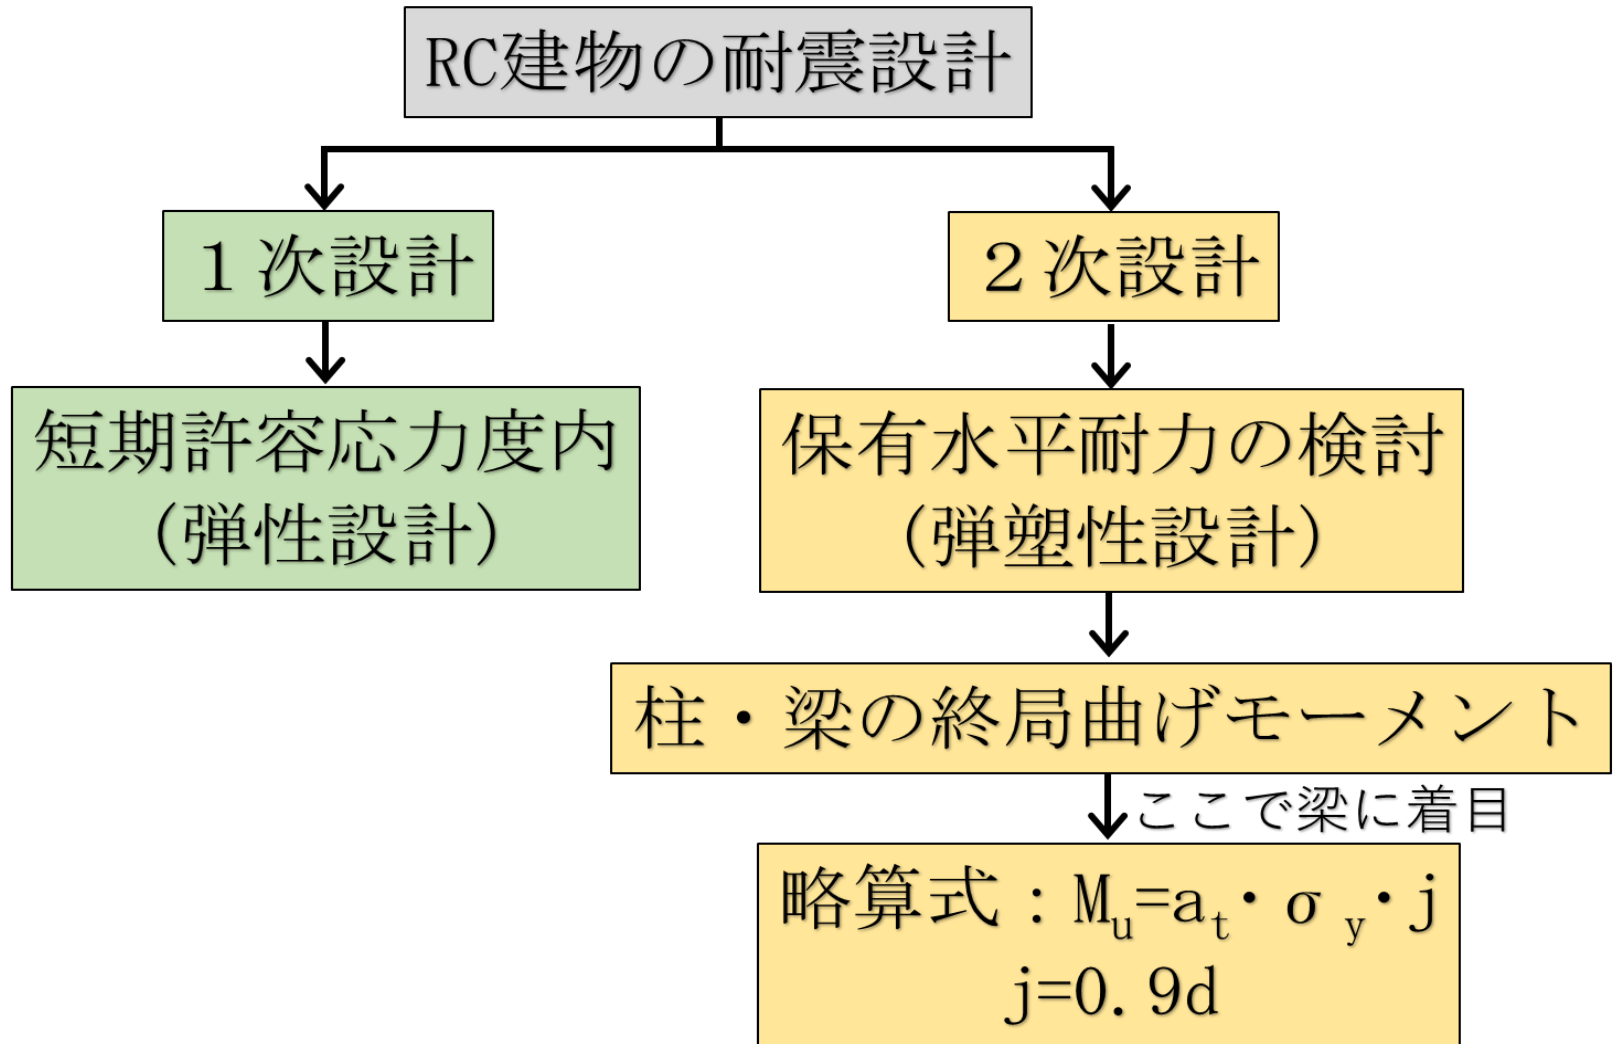 RC建物の耐震設計
１次設計
２次設計
短期許容応力度内
(弾性設計)
保有水平耐力の検討
(弾塑性設計)
柱・梁の終局曲げモーメント
ここで梁に着目
略算式：Mu=at・σy・j
j=0.9d